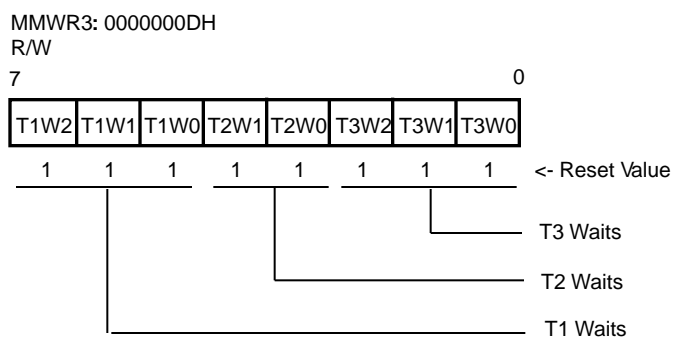 MMWR3: 0000000DH
R/W
7 0
T1W2 T1W1 T1W0 T2W1 T2W0 T3W2 T3W1 T3W0
1 1 1 1 1 1 1 1 <- Reset Value
T3 Waits
T2 Waits
T1 Waits